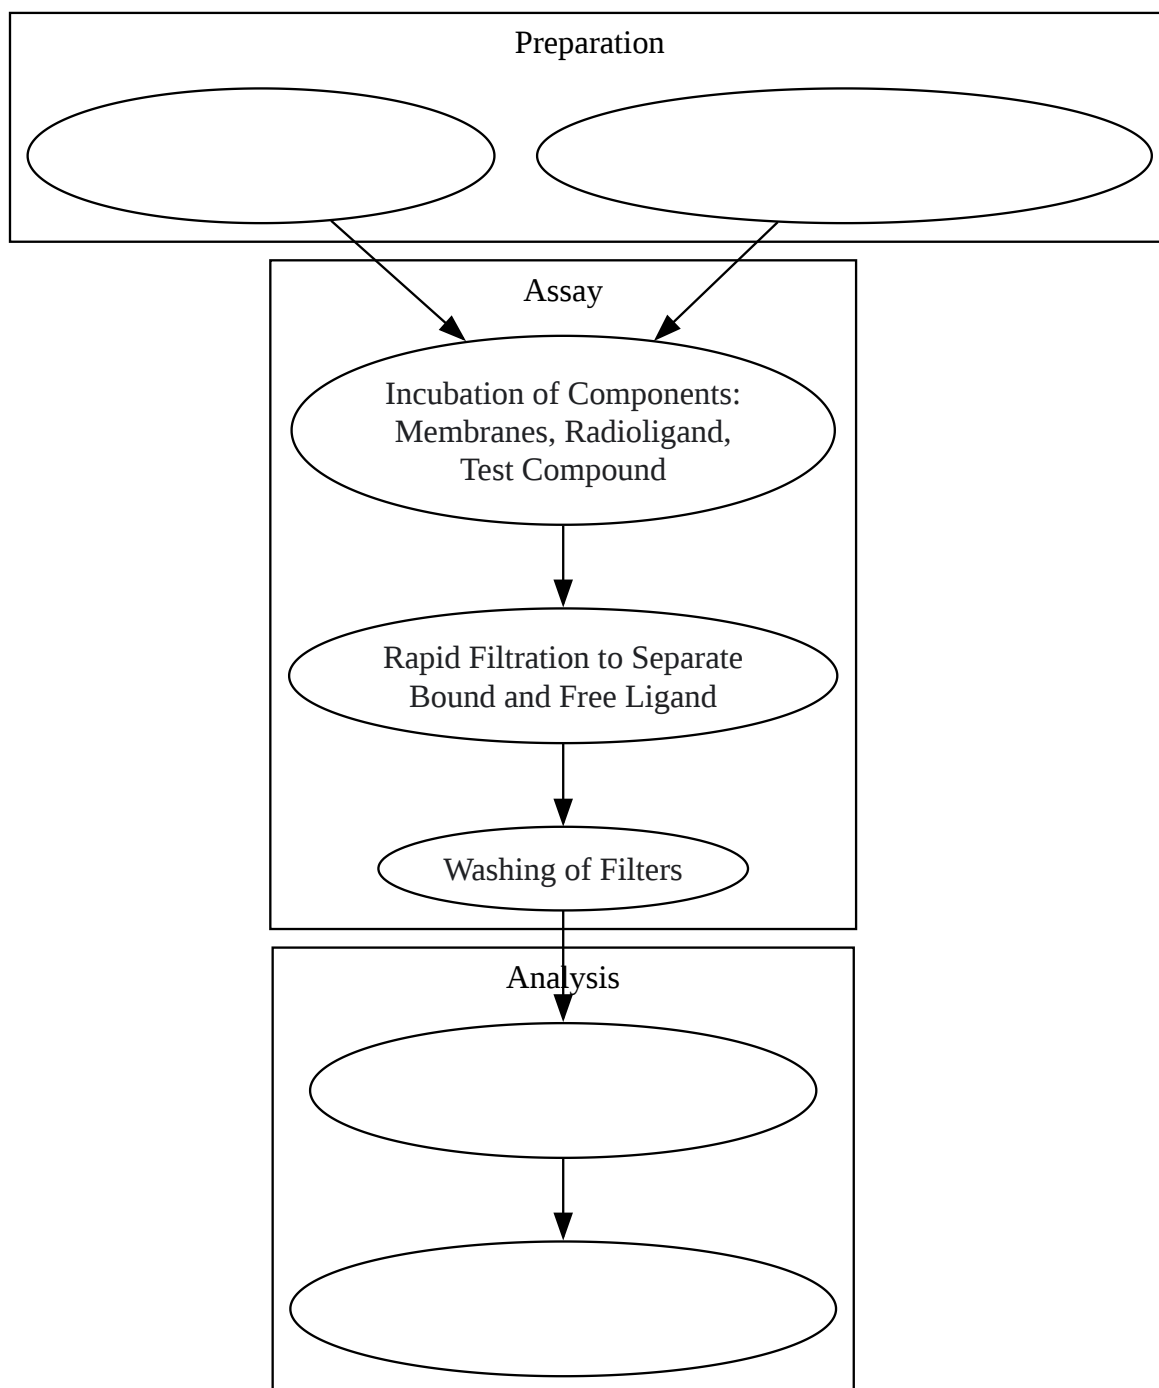 Preparation
Assay
Incubation of Components:
Membranes, Radioligand,
Test Compound
Rapid Filtration to Separate
Bound and Free Ligand
Washing of Filters
Analysis